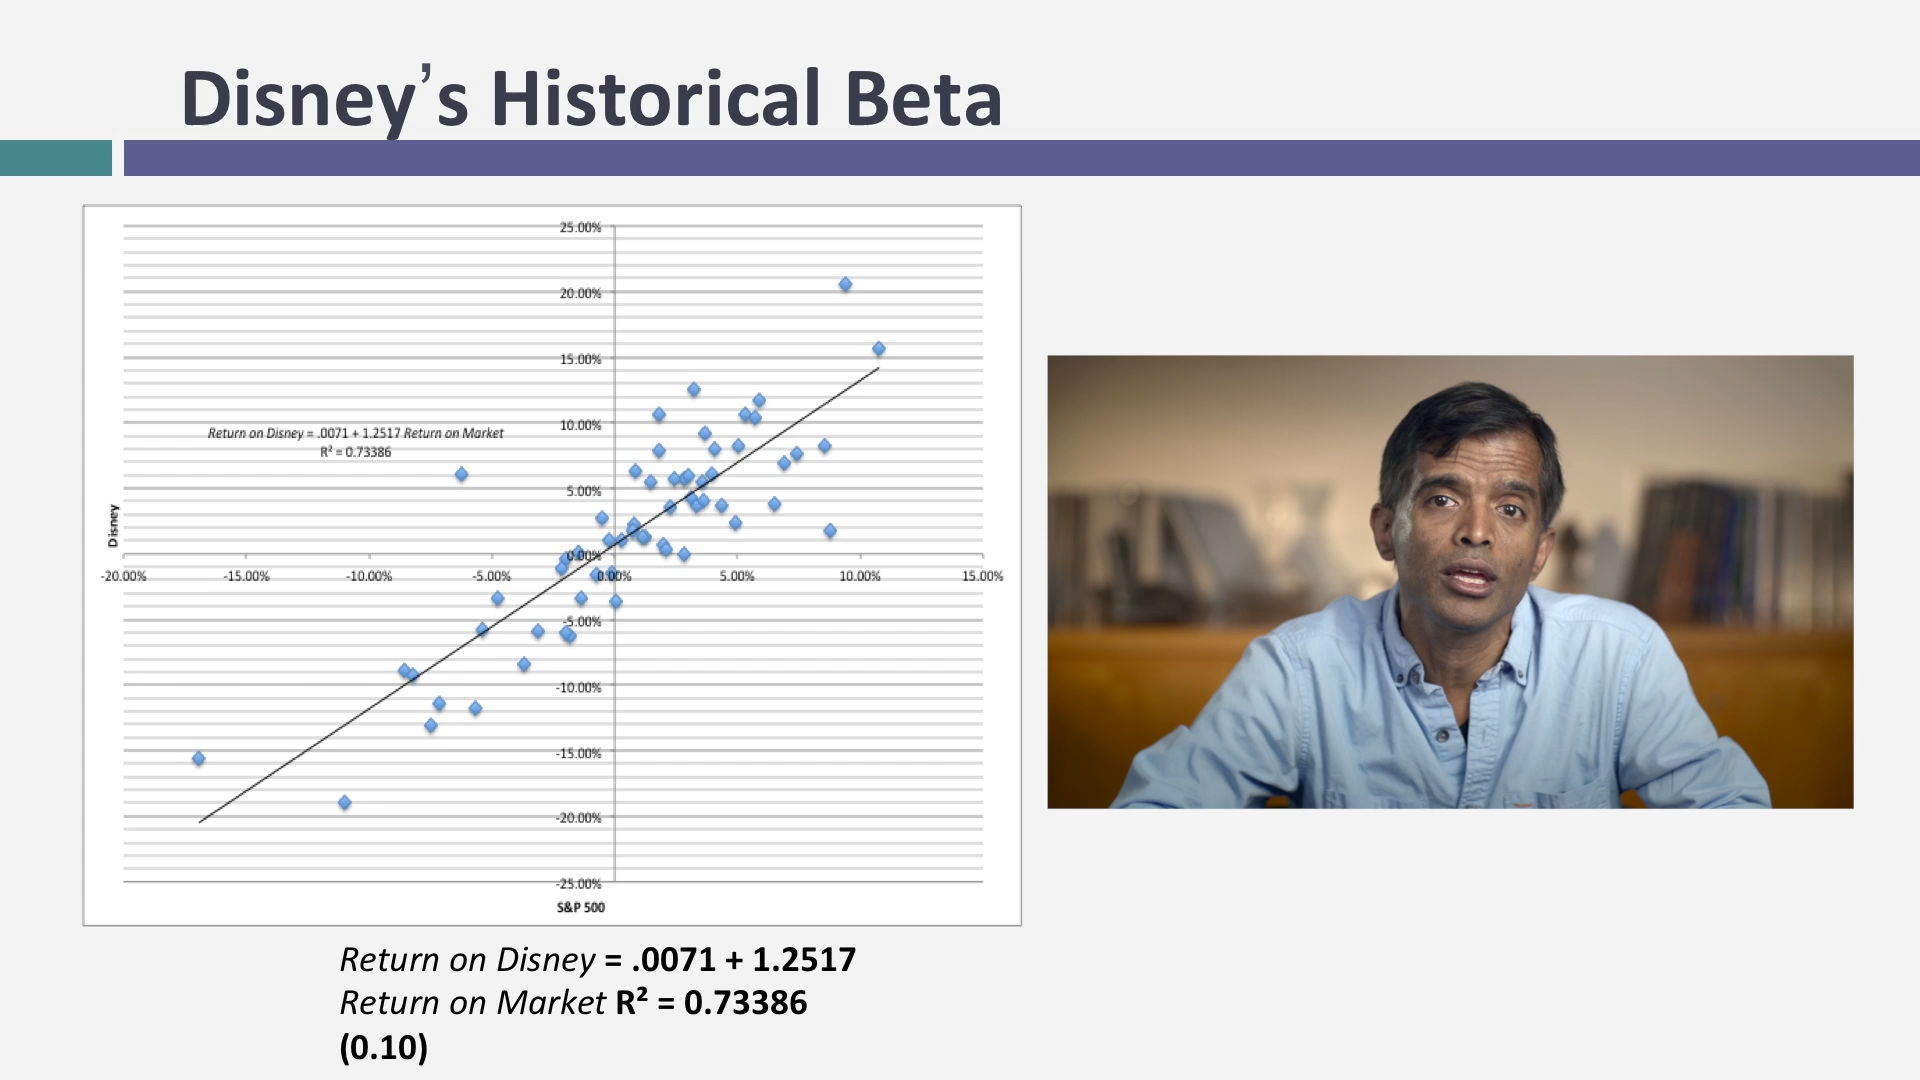 Disney’s Historical Beta
25.00%
20.00%
15.00%
10.00%
5.00%
0.00%
-5.00%
-10.00%
-15.00%
-20.00%
-25.00%
Return on Disney = .0071 + 1.2517 Return on Market
R² = 0.73386
Disney
-20.00% -15.00% -10.00% -5.00% 0.00% 5.00% 10.00% 15.00%
S&P 500
Return on Disney = .0071 + 1.2517
Return on Market R² = 0.73386
(0.10)